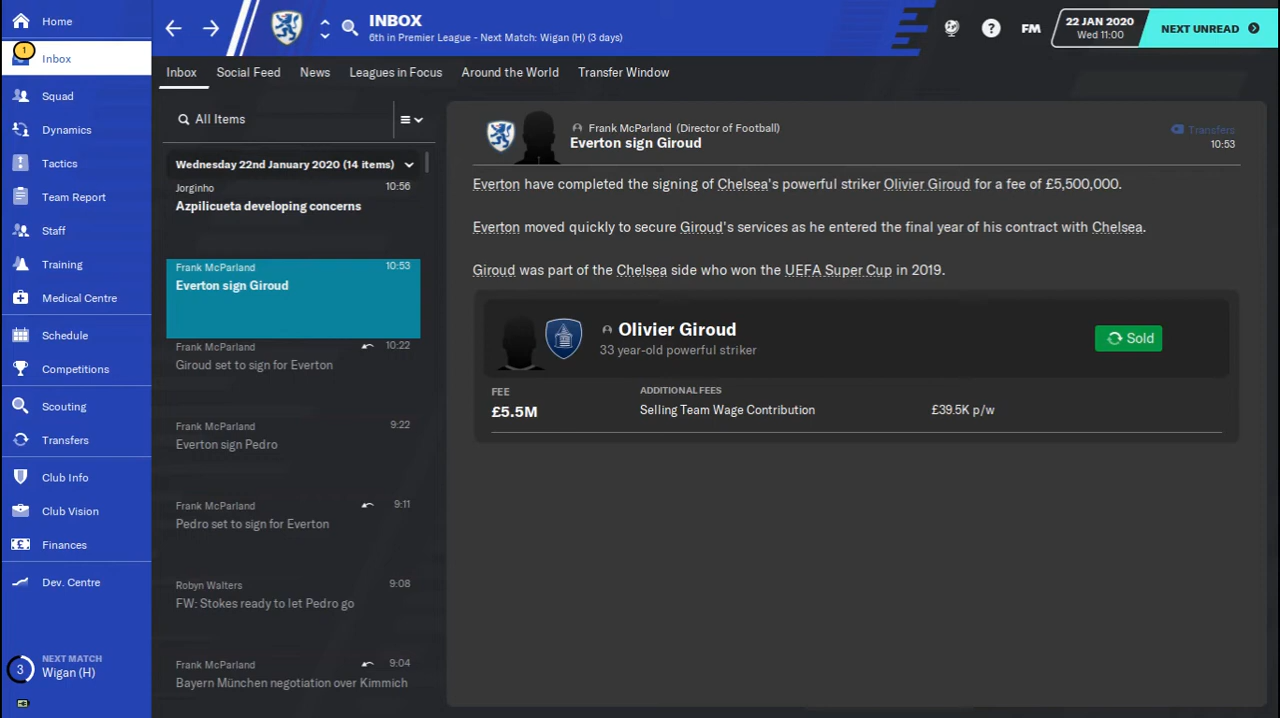 Home
Inbox
1
Squad
Dynamics
Tactics
Team Report
Staff
Training
Medical Centre
Schedule
Competitions
Scouting
Transfers
Club Info
Club Vision
Finances
Dev. Centre
NEXT MATCH
3
Wigan (H)
INBOX
6th in Premier League - Next Match: Wigan (H) (3 days)
?
FM
22 JAN 2020
Wed 11:00
NEXT UNREAD
Inbox
Social Feed
News
Leagues in Focus
Around the World
Transfer Window
All Items
Wednesday 22nd January 2020 (14 items)
Jorginho
10:56
Azpilicueta developing concerns
Frank McParland
10:53
Everton sign Giroud
Frank McParland
10:22
Giroud set to sign for Everton
Frank McParland
9:22
Everton sign Pedro
Frank McParland
9:11
Pedro set to sign for Everton
Robyn Walters
9:08
FW: Stokes ready to let Pedro go
Frank McParland
9:04
Bayern München negotiation over Kimmich
Frank McParland (Director of Football)
Everton sign Giroud
Transfers
10:53
Everton have completed the signing of Chelsea's powerful striker Olivier Giroud for a fee of £5,500,000.
Everton moved quickly to secure Giroud's services as he entered the final year of his contract with Chelsea.
Giroud was part of the Chelsea side who won the UEFA Super Cup in 2019.
Olivier Giroud
33 year-old powerful striker
Sold
FEE
£5.5M
ADDITIONAL FEES
Selling Team Wage Contribution
£39.5K p/w